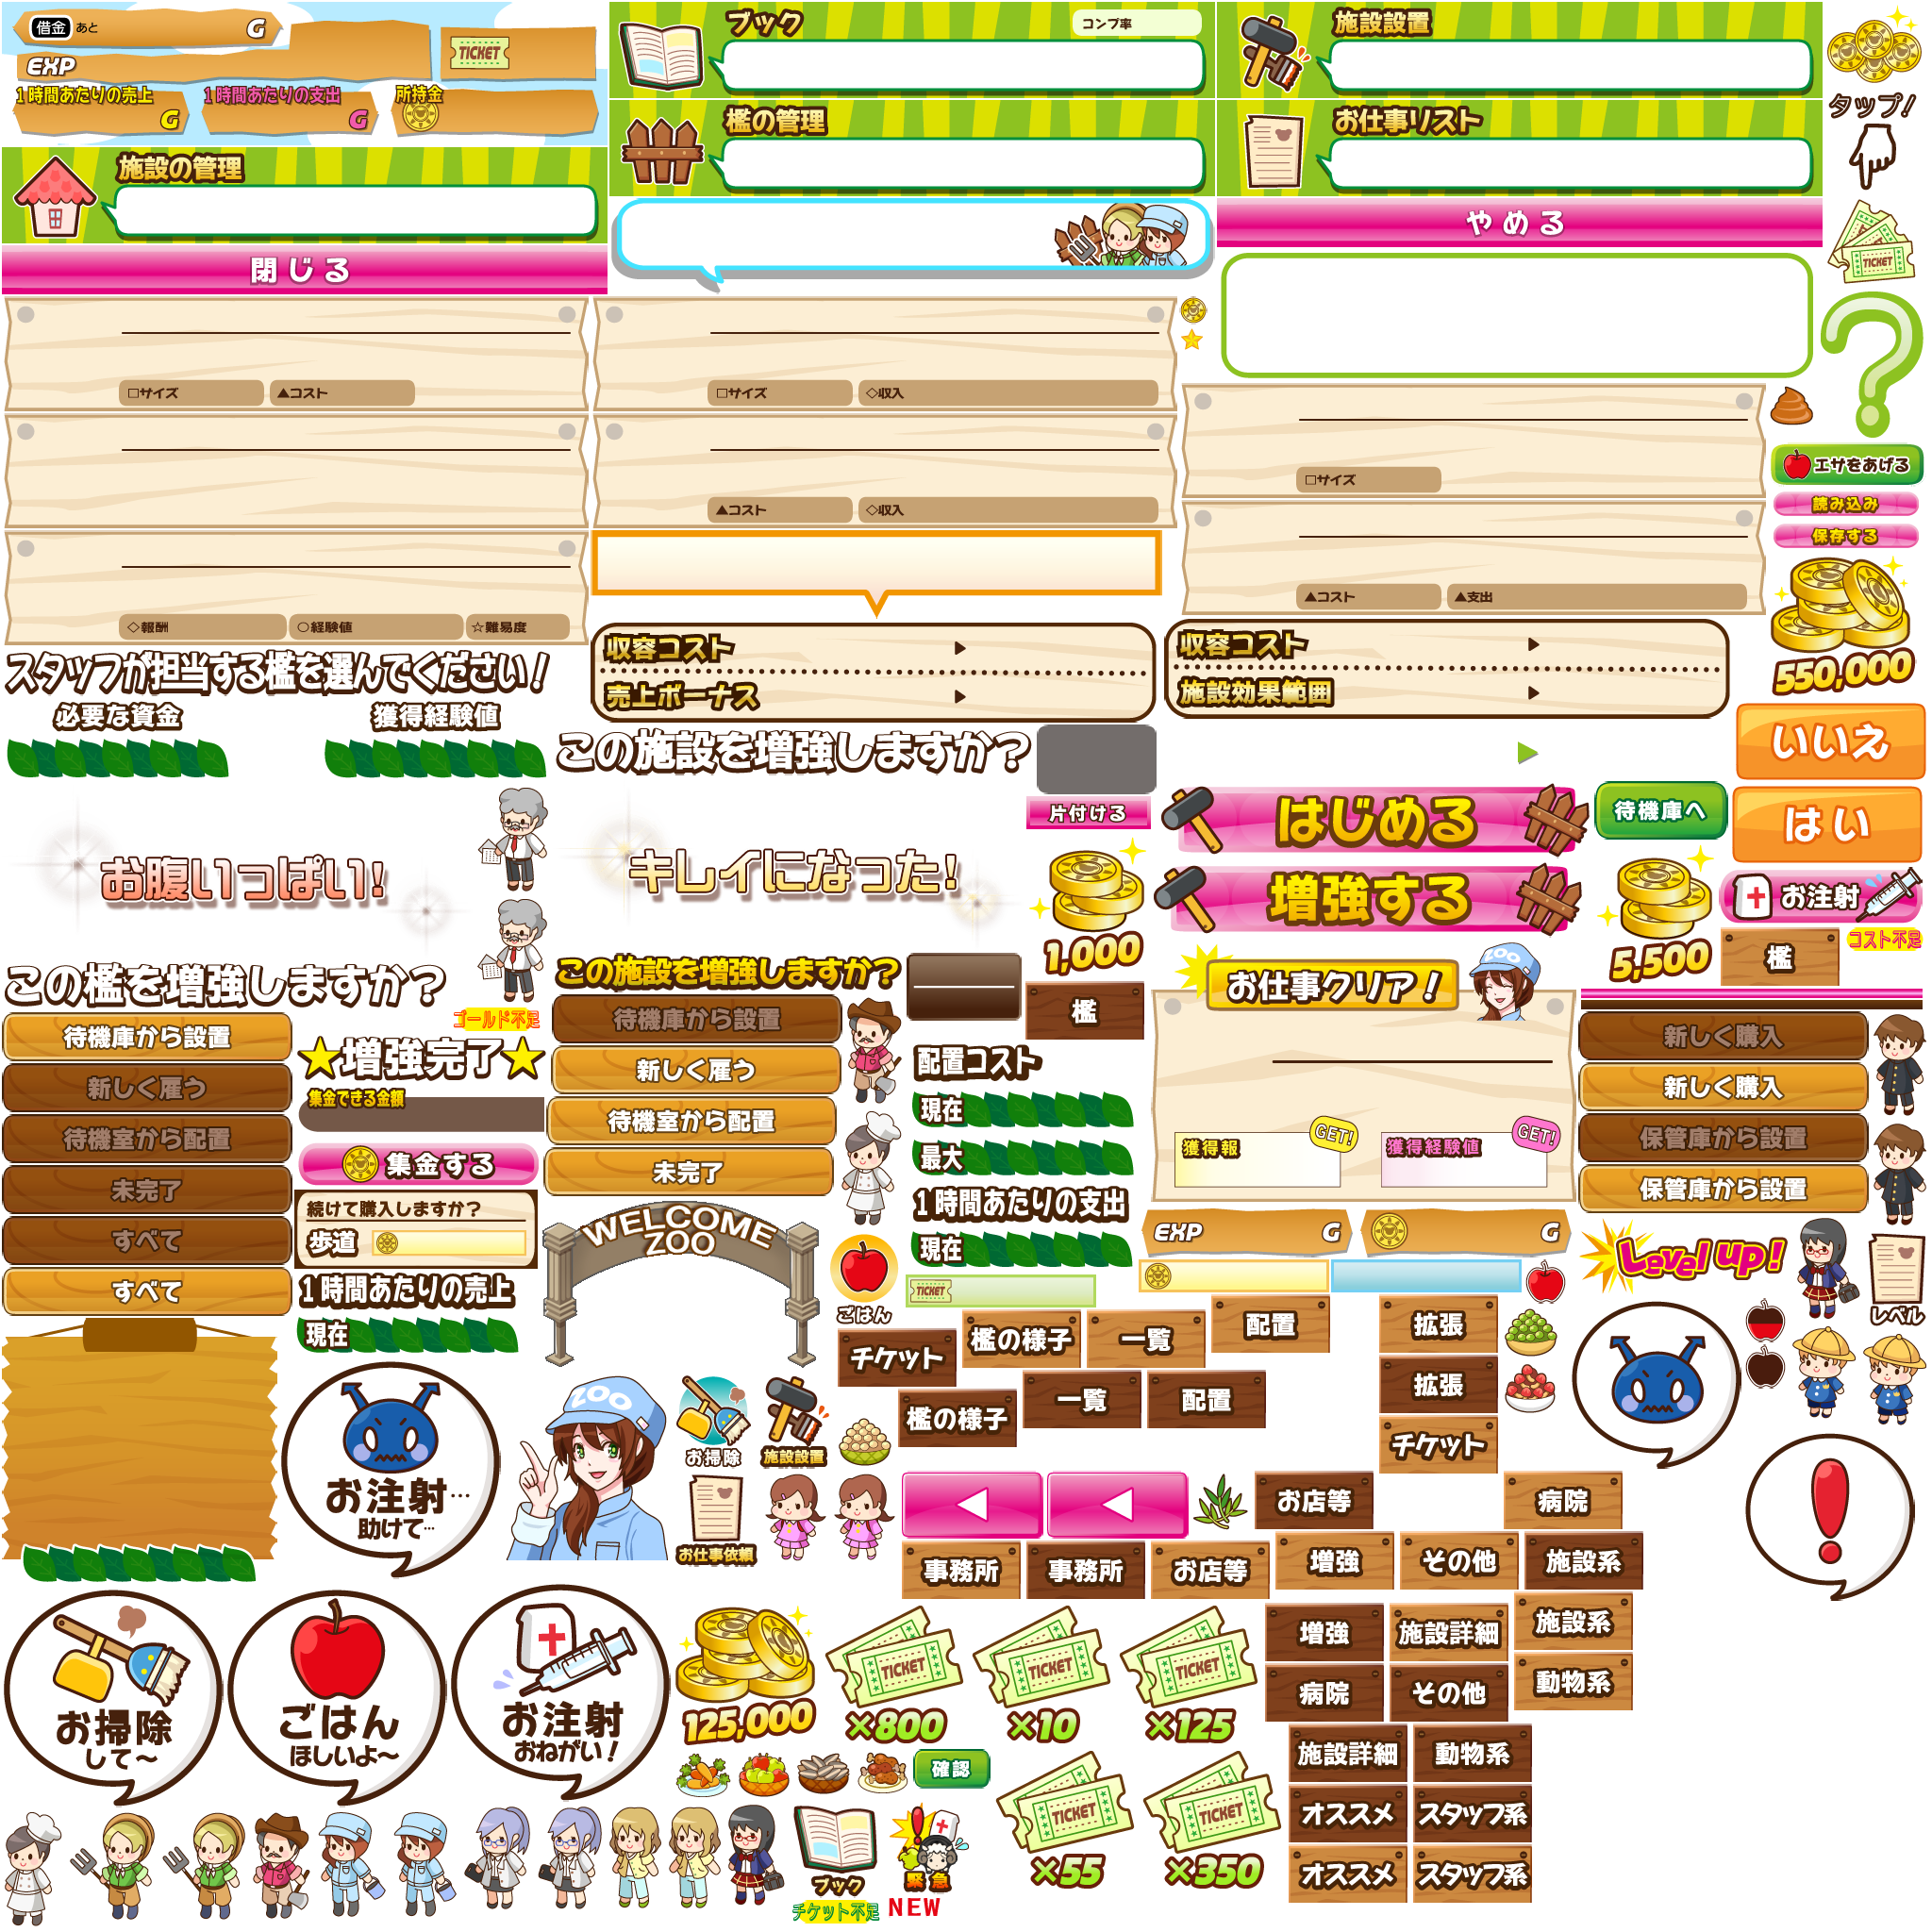 借金 あと G
EXP
TICKET
1時間あたりの売上
G
1時間あたりの支出
G
所持金
施設の管理
閉じる
ブック
コンプ率
檻の管理
施設設置
お仕事リスト
やめる
タップ!
TICKET
□サイズ
▲コスト
□サイズ
◇収入
▲コスト
◇収入
□サイズ
▲コスト
▲支出
◇報酬
○経験値
☆難易度
エサをあげる
読み込み
保存する
550,000
スタッフが担当する檻を選んでください!
必要な資金
獲得経験値
収容コスト
売上ボーナス
収容コスト
施設効果範囲
この施設を増強しますか?
いいえ
はい
片付ける
はじめる
待機庫へ
増強する
お腹いっぱい!
キレイになった!
1,000
5,500
お注射
コスト不足
檻
この檻を増強しますか?
この施設を増強しますか?
檻
お仕事クリア!
ZOO
ゴールド不足
待機庫から設置
新しく雇う
待機室から配置
未完了
すべて
すべて
★増強完了★
集金できる金額
集金する
続けて購入しますか?
歩道
1時間あたりの売上
現在
待機庫から設置
新しく雇う
待機室から配置
未完了
WELCOME
ZOO
配置コスト
現在
最大
1時間あたりの支出
現在
獲得報
GET!
獲得経験値
GET!
EXP G
G
新しく購入
新しく購入
保管庫から設置
保管庫から設置
Level up!
レベル
ごはん
TICKET
チケット
檻の様子
一覧
配置
拡張
檻の様子
一覧
配置
拡張
チケット
お注射…
助けて…
ZOO
お掃除
施設設置
お仕事依頼
お店等
病院
事務所
事務所
お店等
増強
その他
施設系
増強
施設詳細
施設系
病院
その他
動物系
施設詳細
動物系
オススメ
スタッフ系
オススメ
スタッフ系
お掃除
して～
ごはん
ほしいよ～
お注射
おねがい!
125,000
TICKET
×800
TICKET
×10
TICKET
×125
確認
TICKET
×55
TICKET
×350
ブック
チケット不足
緊急
NEW